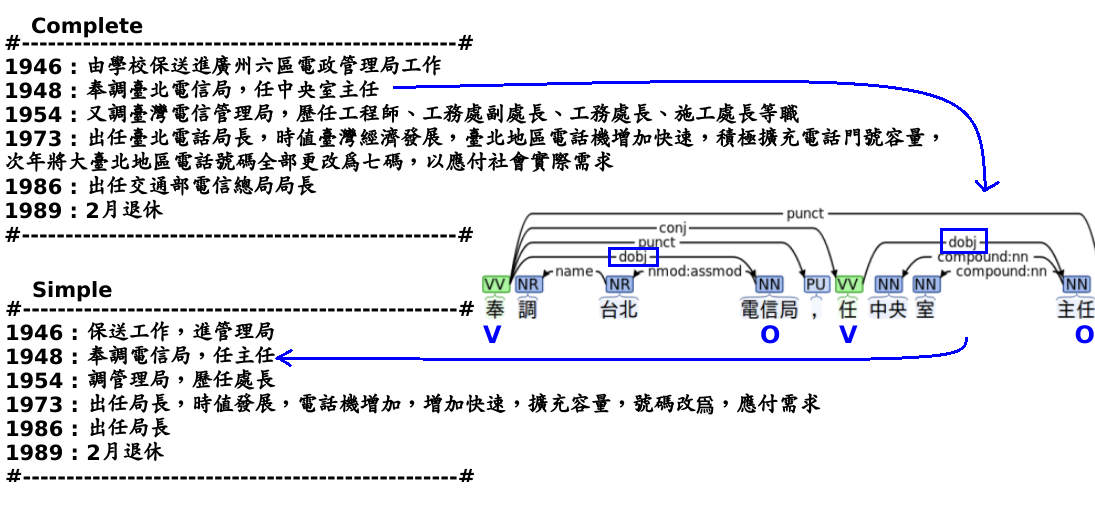 Complete
#--------------------------------------------------#
1946 : 由學校保送進廣州六區電政管理局工作
1948 : 奉調臺北電信局，任中央室主任
1954 : 又調臺灣電信管理局，歷任工程師、工務處副處長、工務處長、施工處長等職
1973 : 出任臺北電話局長，時值臺灣經濟發展，臺北地區電話機增加快速，積極擴充電話門號容量，
次年將大臺北地區電話號碼全部更改為七碼，以應付社會實際需求
1986 : 出任交通部電信總局局長
1989 : 2月退休
#--------------------------------------------------#
punct
conj
punct
dobj
dobj
compound:nn
name
nmod:assmod
compound:nn
VV NR NR NN PU VV NN NN NN
奉 調 台北 電信局 ， 任 中央 室 主任
V O V O
Simple
#--------------------------------------------------#
1946 : 保送工作，進管理局
1948 : 奉調電信局，任主任
1954 : 調管理局，歷任處長
1973 : 出任局長，時值發展，電話機增加，增加快速，擴充容量，號碼改為，應付需求
1986 : 出任局長
1989 : 2月退休
#--------------------------------------------------#